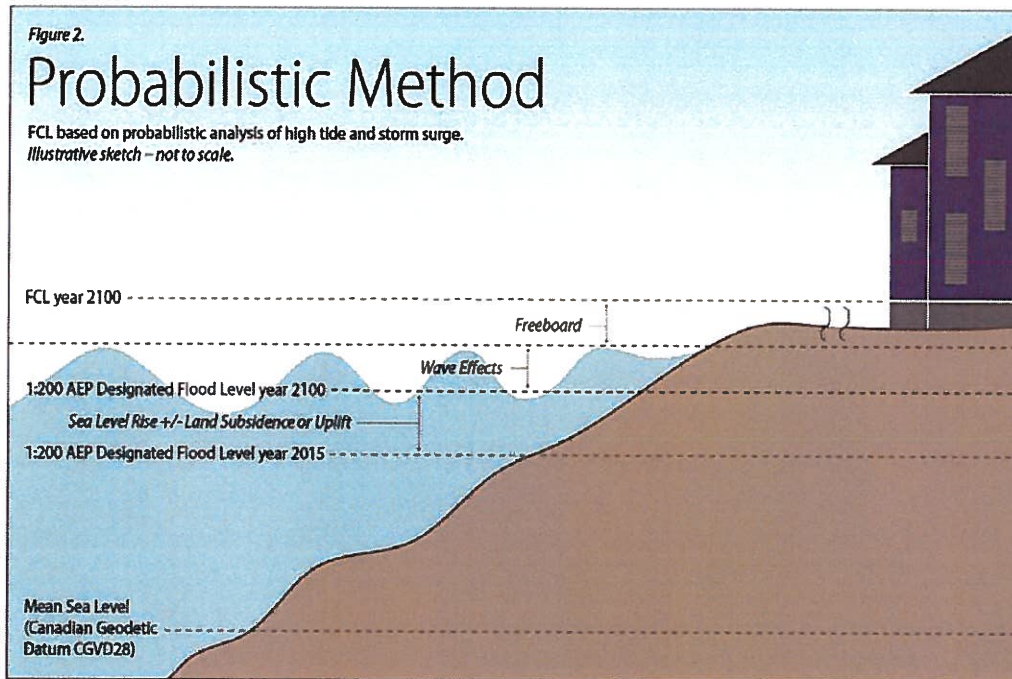 Figure 2.
Probabilistic Method
FCL based on probabilistic analysis of high tide and storm surge.
Illustrative sketch – not to scale.
FCL year 2100
Freeboard
Wave Effects
1:200 AEP Designated Flood Level year 2100
Sea Level Rise +/- Land Subsidence or Uplift
1:200 AEP Designated Flood Level year 2015
Mean Sea Level
(Canadian Geodetic
Datum CGVD28)